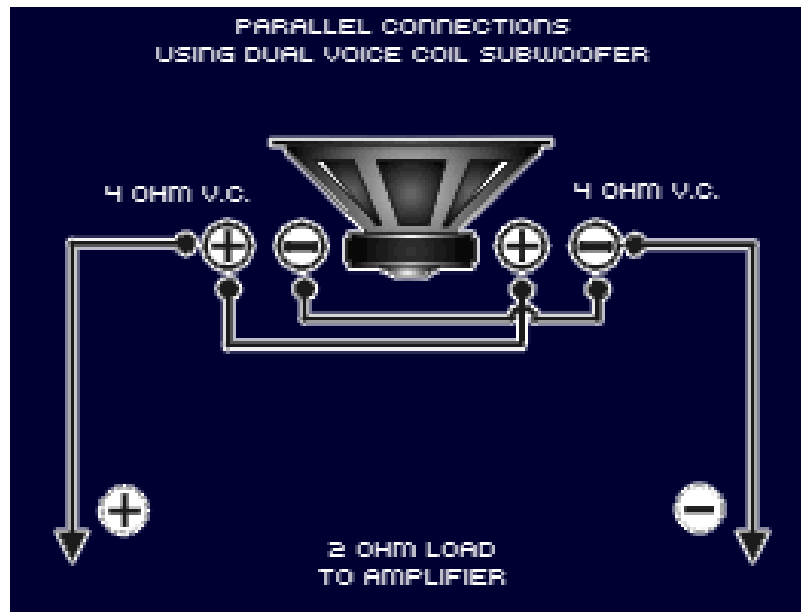 PARALLEL CONNECTIONS
USING DUAL VOICE COIL SUBWOOFER
4 OHM V.C.
4 OHM V.C.
+ − + −
+ −
2 OHM LOAD
TO AMPLIFIER